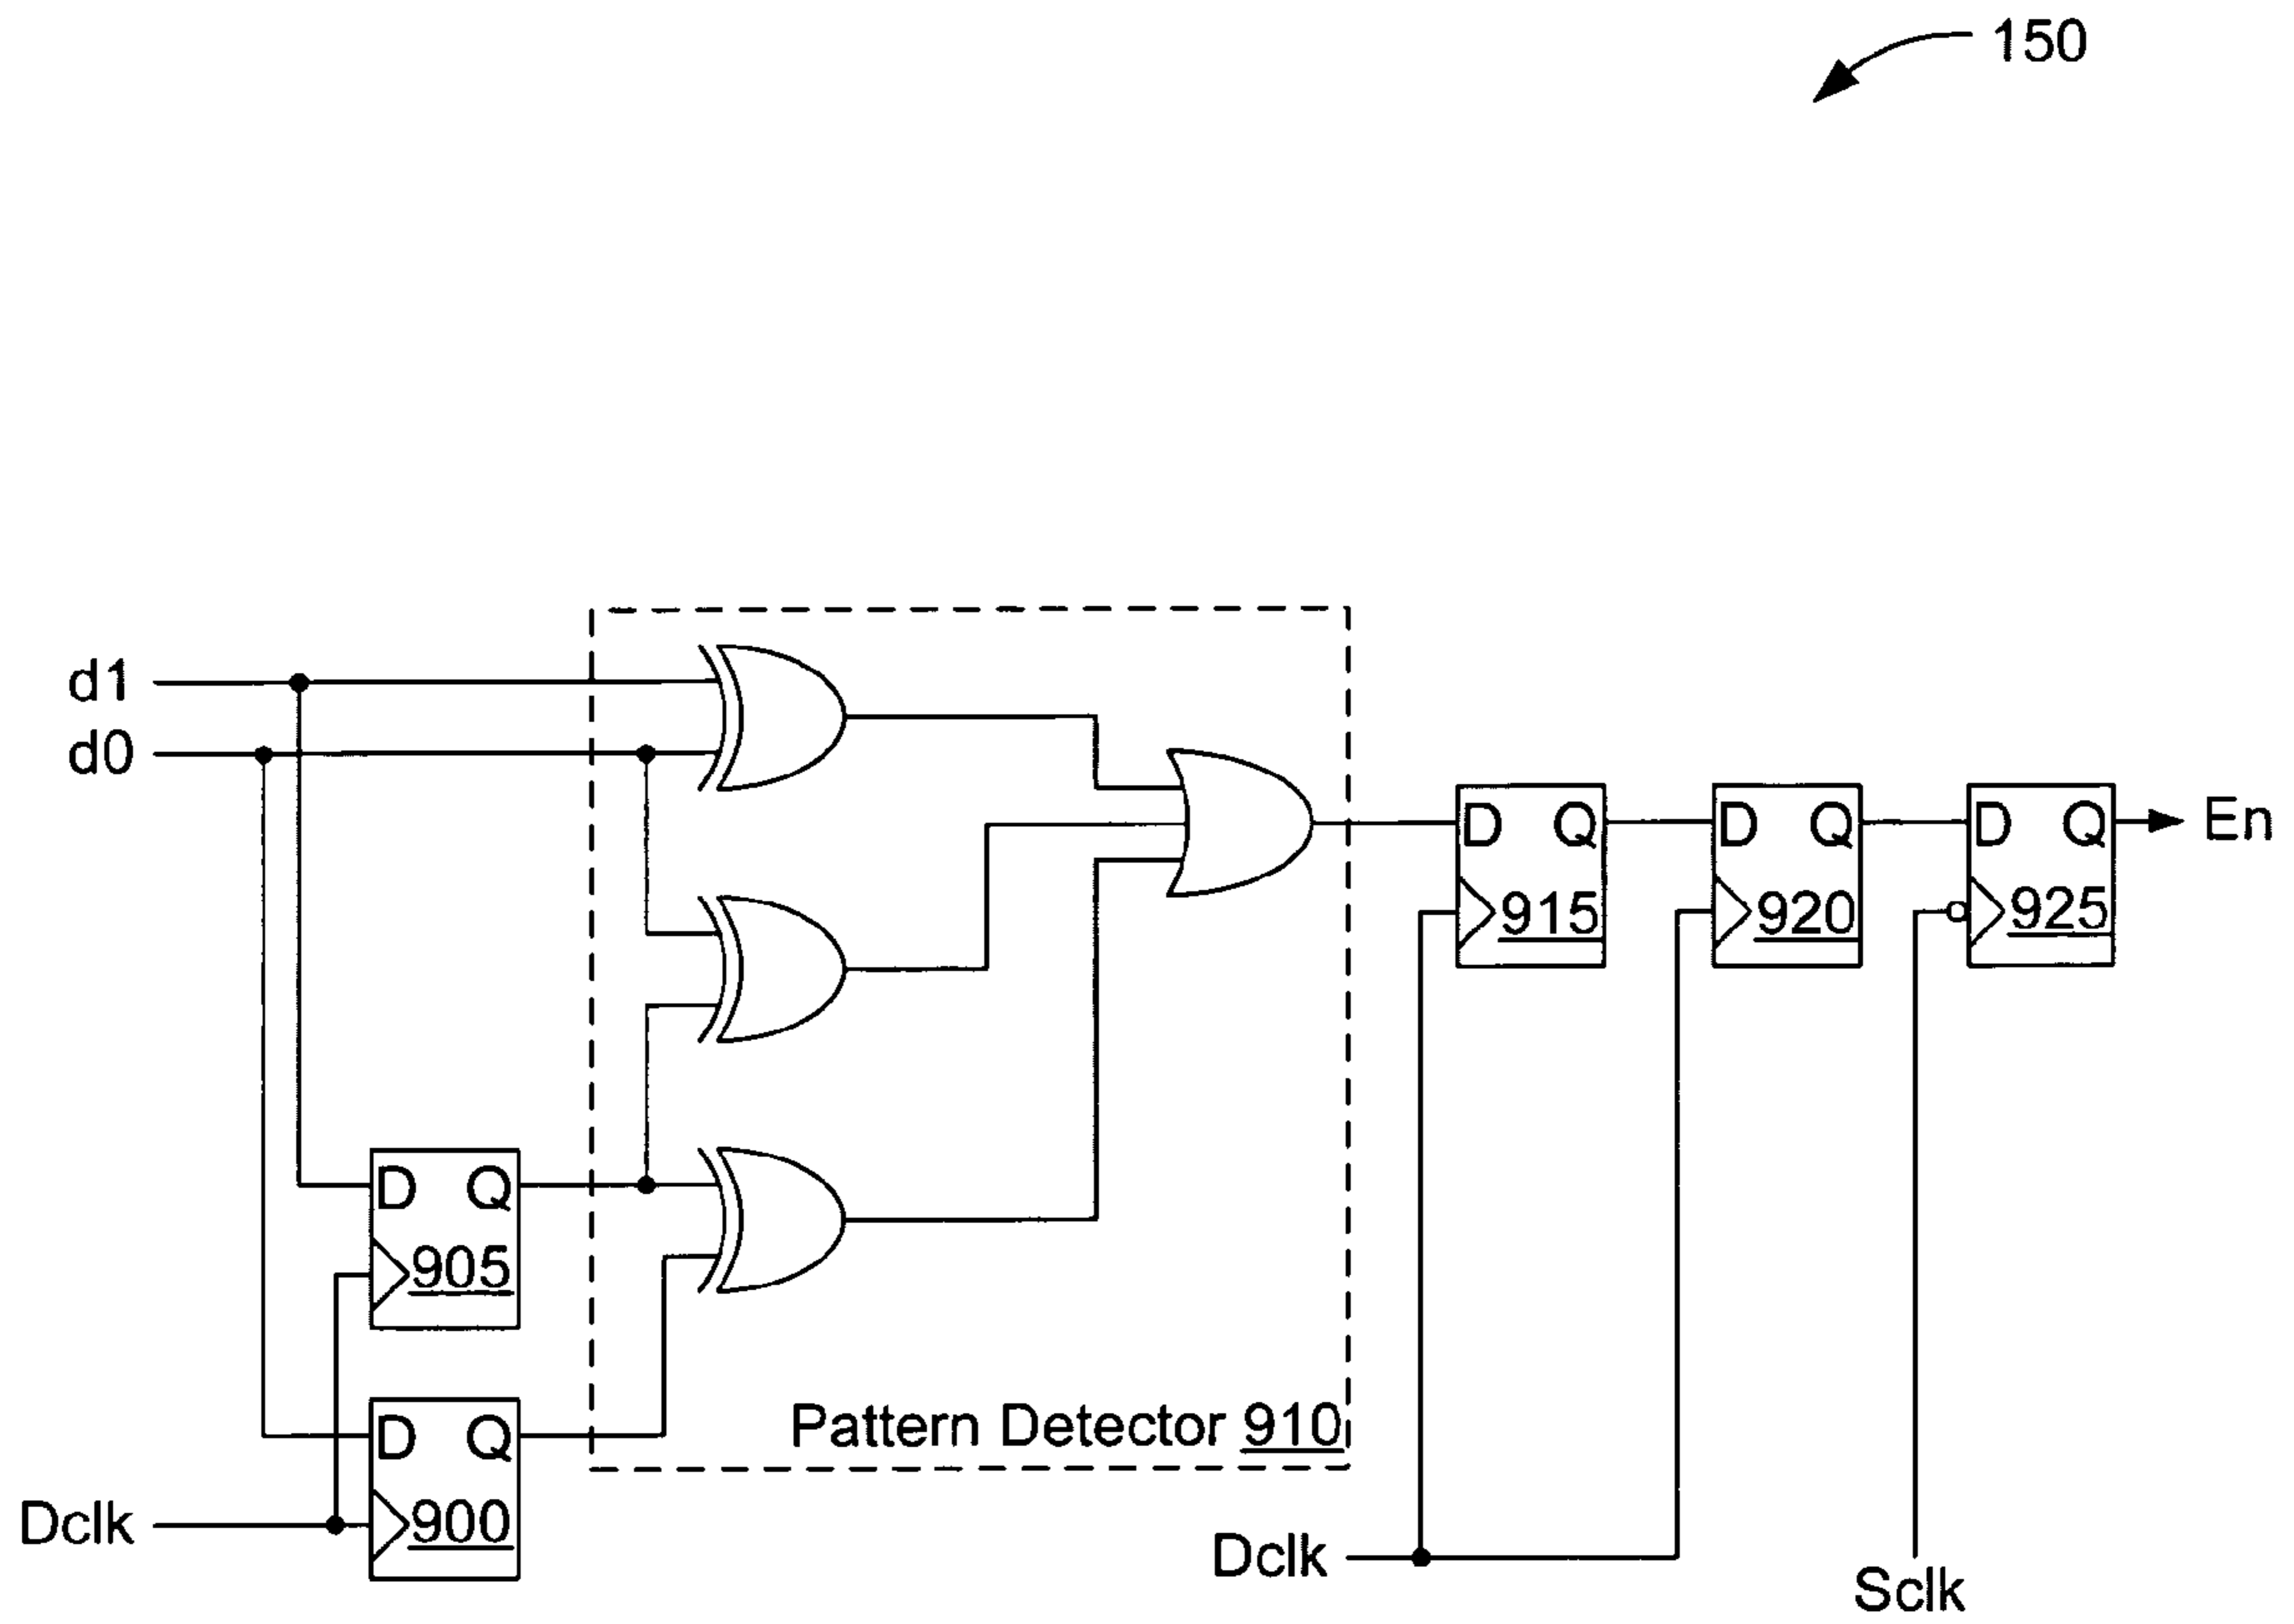 150
d1
d0
D Q
915
D Q
920
D Q
925
En
D Q
905
D Q
900
Pattern Detector 910
Dclk
Dclk
Sclk